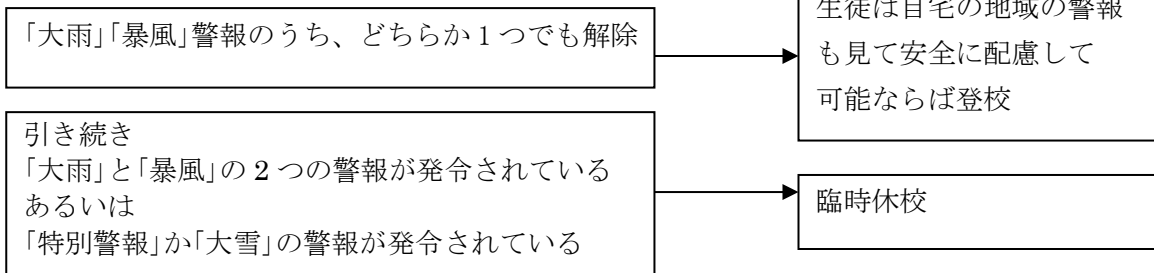 「大雨」「暴風」警報のうち、どちらか1つでも解除
生徒は自宅の地域の警報
も見て安全に配慮して
可能ならば登校
引き続き
「大雨」と「暴風」の2つの警報が発令されている
あるいは
「特別警報」か「大雪」の警報が発令されている
臨時休校